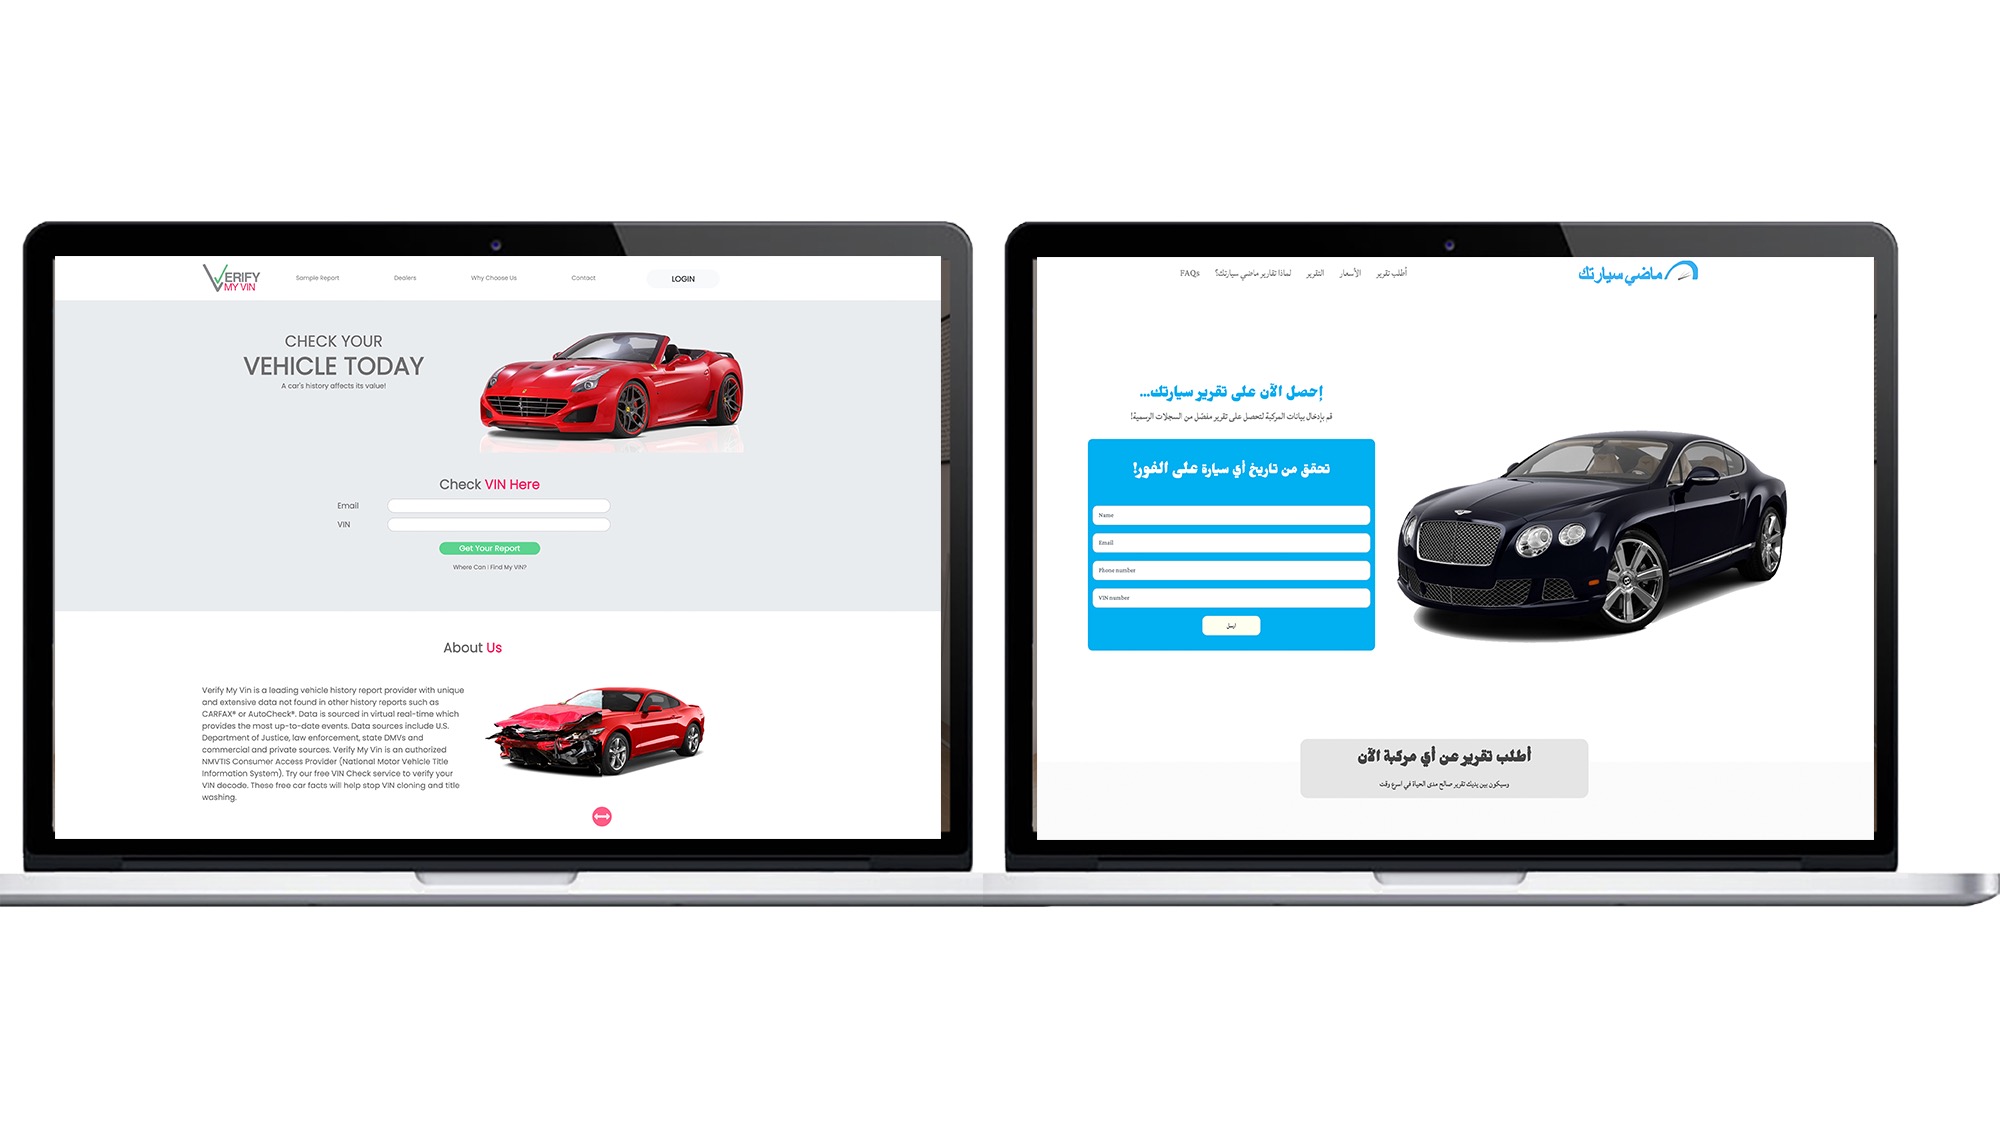 VERIFY
MY VIN
Sample Report
Dealers
Why Choose Us
Contact
LOGIN
CHECK YOUR
VEHICLE TODAY
A car's history affects its value!
Check VIN Here
Email
VIN
Get Your Report
Where Can I Find My VIN?
About Us
Verify My Vin is a leading vehicle history report provider with unique
and extensive data not found in other history reports such as
CARFAX® or AutoCheck®. Data is sourced in virtual real-time which
provides the most up-to-date events. Data sources include U.S.
Department of Justice, law enforcement, state DMVs and
commercial and private sources. Verify My Vin is an authorized
NMVTIS Consumer Access Provider (National Motor Vehicle Title
Information System). Try our free VIN Check service to verify your
VIN decode. These free car facts will help stop VIN cloning and title
washing.
ماضي سيارتك
أطلب تقرير
الأسعار
التقرير
لماذا تقارير ماضي سيارتك؟
FAQs
إحصل الآن على تقرير سيارتك...
قم بإدخال بيانات المركبة لتحصل على تقرير مفصّل من السجلات الرسمية!
تحقق من تاريخ أي سيارة على الفور!
Name
Email
Phone number
VIN number
ارسل
أطلب تقرير عن أي مركبة الآن
وسيكون بين يديك تقرير صالح مدى الحياة في اسرع وقت